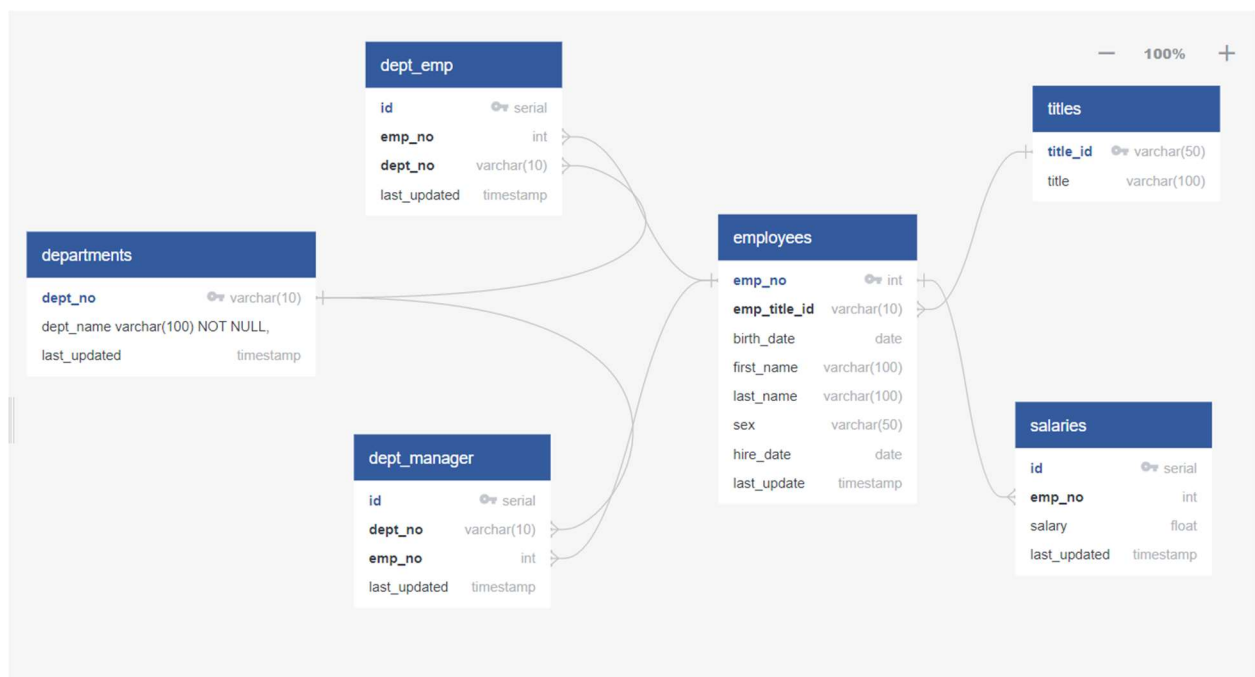 dept_emp
id serial
emp_no int
dept_no varchar(10)
last_updated timestamp
− 100% +
titles
title_id varchar(50)
title varchar(100)
departments
dept_no varchar(10)
dept_name varchar(100) NOT NULL,
last_updated timestamp
employees
emp_no int
emp_title_id varchar(10)
birth_date date
first_name varchar(100)
last_name varchar(100)
sex varchar(50)
hire_date date
last_update timestamp
dept_manager
id serial
dept_no varchar(10)
emp_no int
last_updated timestamp
salaries
id serial
emp_no int
salary float
last_updated timestamp